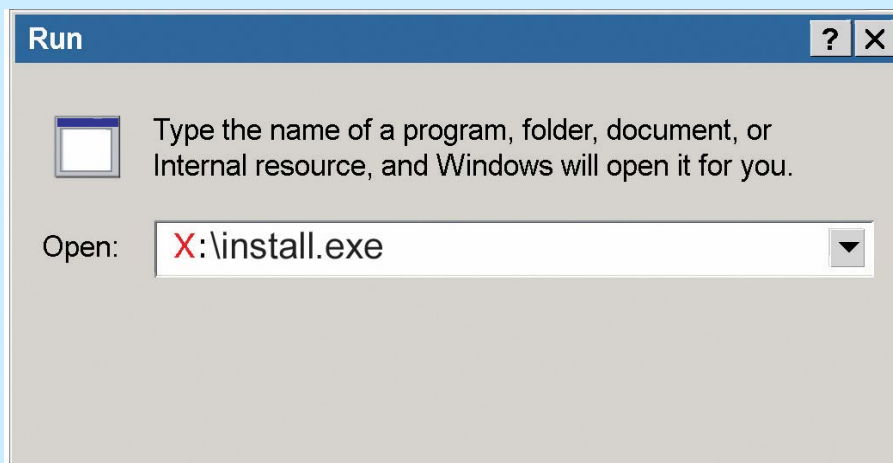 Run
Type the name of a program, folder, document, or
Internal resource, and Windows will open it for you.
Open: X:\install.exe